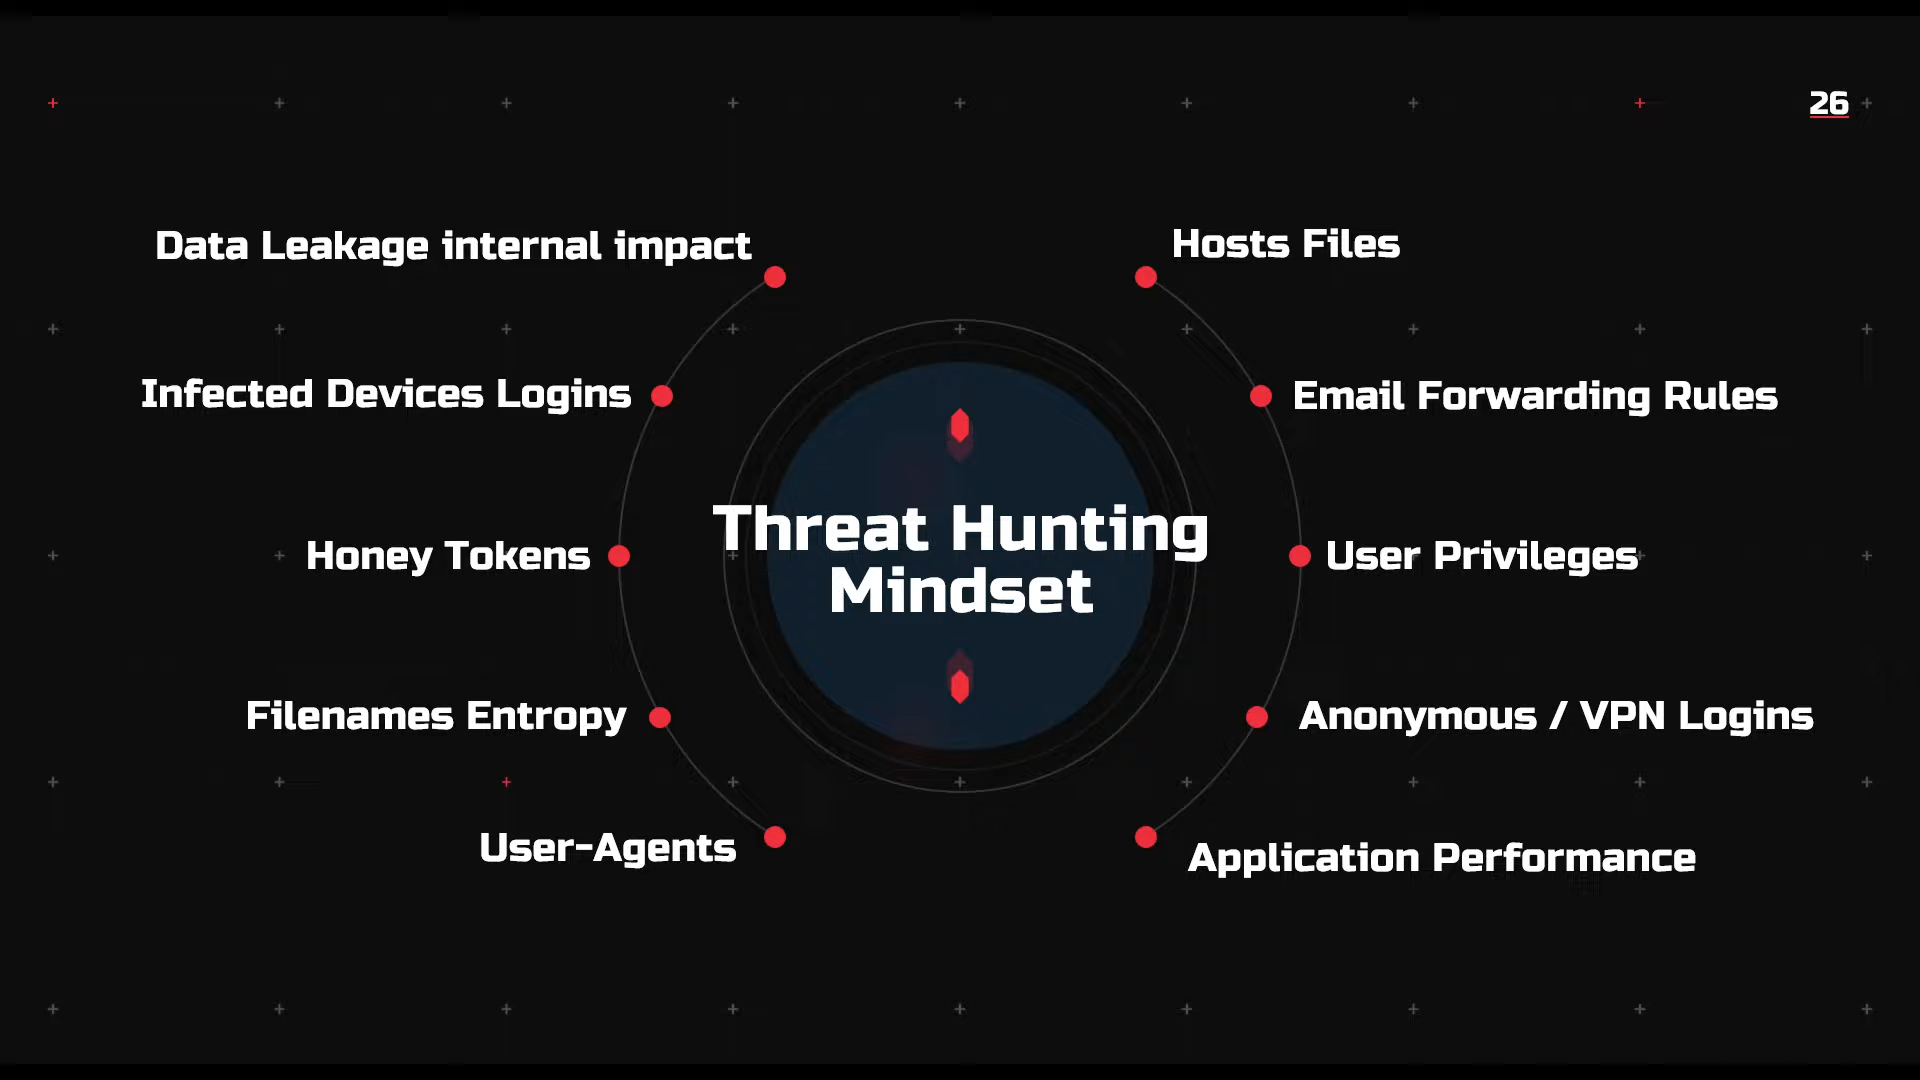 26
Data Leakage internal impact
Infected Devices Logins
Honey Tokens
Filenames Entropy
User-Agents
Threat Hunting
Mindset
Hosts Files
Email Forwarding Rules
User Privileges
Anonymous / VPN Logins
Application Performance